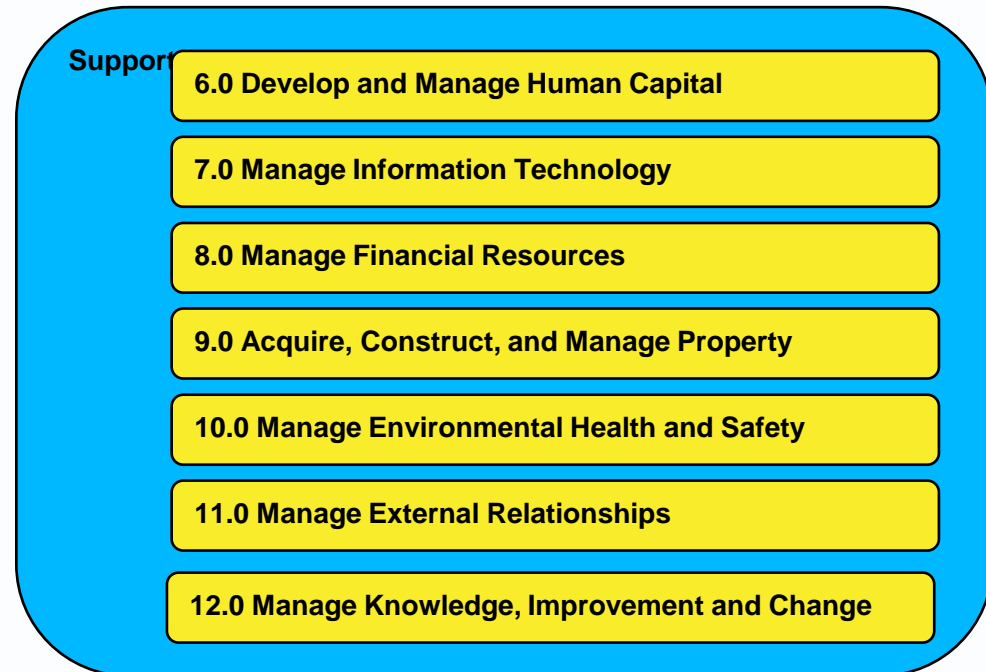 Support
6.0 Develop and Manage Human Capital
7.0 Manage Information Technology
8.0 Manage Financial Resources
9.0 Acquire, Construct, and Manage Property
10.0 Manage Environmental Health and Safety
11.0 Manage External Relationships
12.0 Manage Knowledge, Improvement and Change